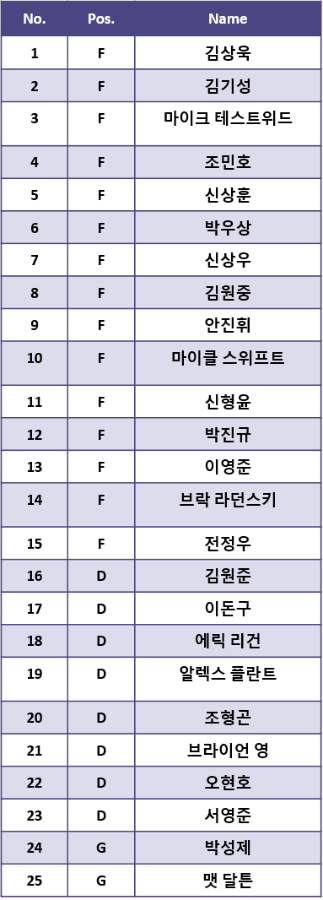 No. Pos. Name
1 F 김상욱
2 F 김기성
3 F 마이크 테스트위드
4 F 조민호
5 F 신상훈
6 F 박우상
7 F 신상우
8 F 김원중
9 F 안진휘
10 F 마이클 스위프트
11 F 신형윤
12 F 박진규
13 F 이영준
14 F 브락 라던스키
15 F 전정우
16 D 김원준
17 D 이돈구
18 D 에릭 리건
19 D 알렉스 플란트
20 D 조형곤
21 D 브라이언 영
22 D 오현호
23 D 서영준
24 G 박성제
25 G 맷 달튼